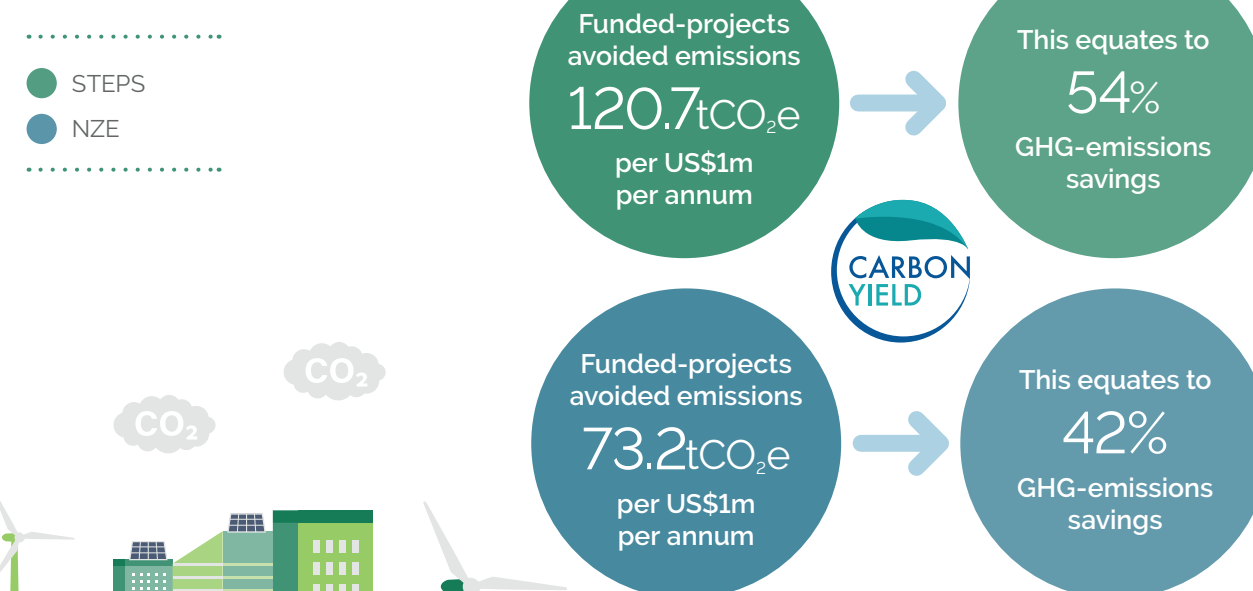 STEPS
NZE
Funded-projects
avoided emissions
120.7tCO₂e
per US$1m
per annum
This equates to
54%
GHG-emissions
savings
CARBON
YIELD
Funded-projects
avoided emissions
73.2tCO₂e
per US$1m
per annum
This equates to
42%
GHG-emissions
savings
CO₂
CO₂